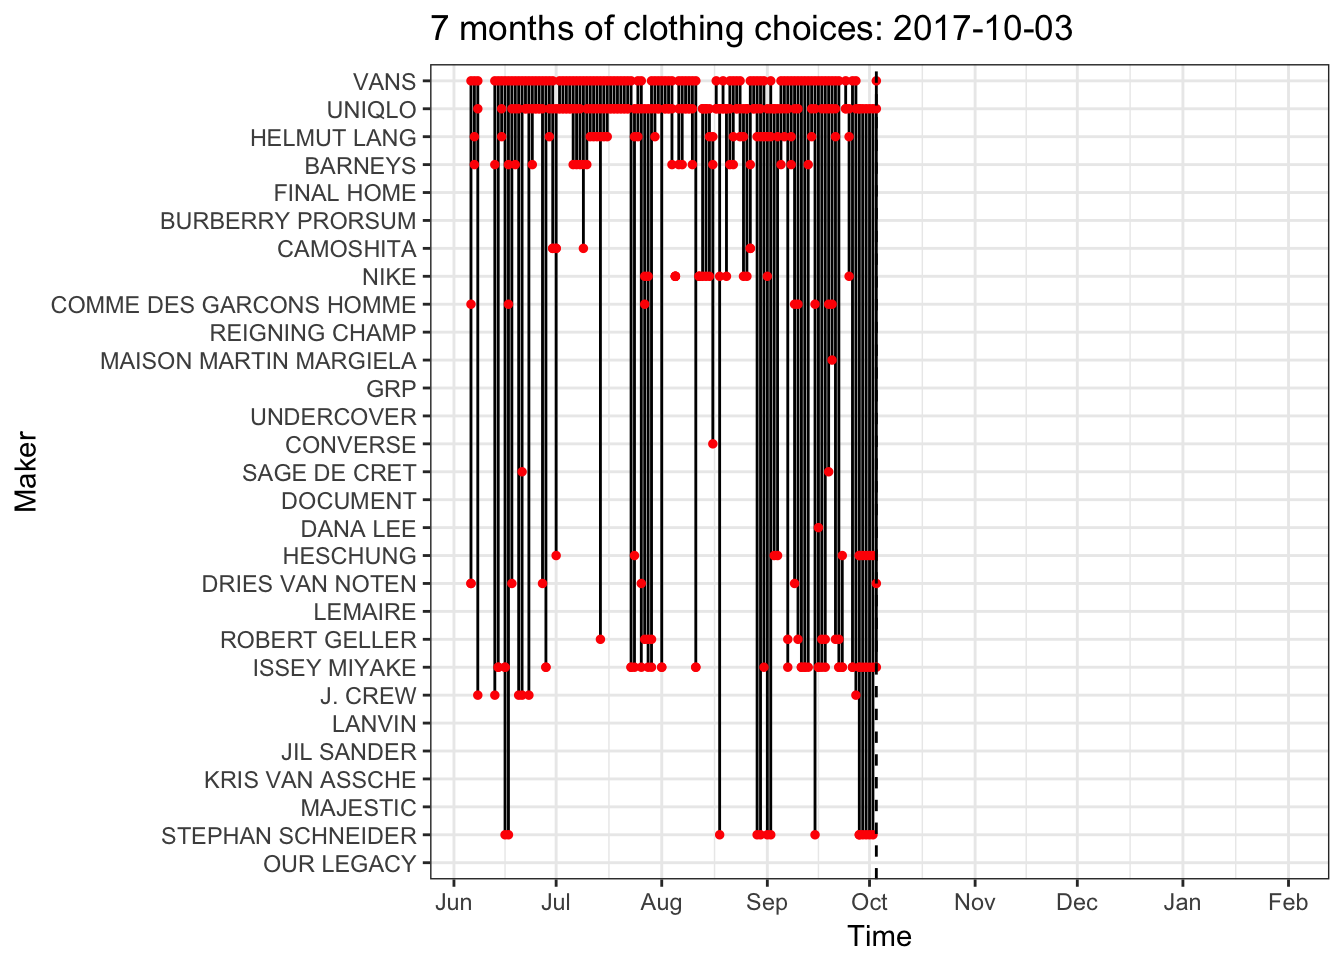 7 months of clothing choices: 2017-10-03
VANS
UNIQLO
HELMUT LANG
BARNEYS
FINAL HOME
BURBERRY PRORSUM
CAMOSHITA
NIKE
COMME DES GARCONS HOMME
REIGNING CHAMP
MAISON MARTIN MARGIELA
GRP
UNDERCOVER
CONVERSE
SAGE DE CRET
DOCUMENT
DANA LEE
HESCHUNG
DRIES VAN NOTEN
LEMAIRE
ROBERT GELLER
ISSEY MIYAKE
J. CREW
LANVIN
JIL SANDER
KRIS VAN ASSCHE
MAJESTIC
STEPHAN SCHNEIDER
OUR LEGACY
Maker
Jun Jul Aug Sep Oct Nov Dec Jan Feb
Time